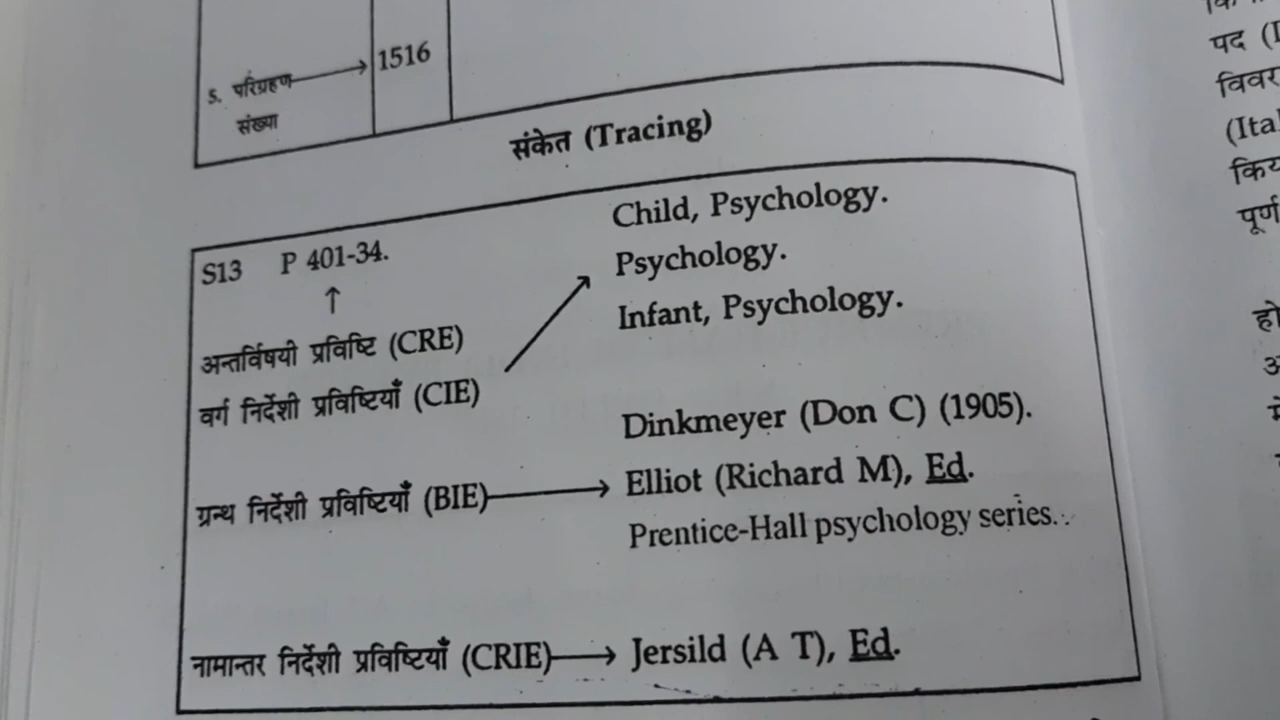 1516
5. परिग्रहण
संख्या
संकेत (Tracing)
S13 P 401-34.
अन्तर्विषयी प्रविष्टि (CRE)
वर्ग निर्देशी प्रविष्टियाँ (CIE)
Child, Psychology.
Psychology.
Infant, Psychology.
Dinkmeyer (Don C) (1905).
ग्रन्थ निर्देशी प्रविष्टियाँ (BIE)
Elliot (Richard M), Ed.
Prentice-Hall psychology series.
नामान्तर निर्देशी प्रविष्टियाँ (CRIE)
Jersild (A T), Ed.
पद